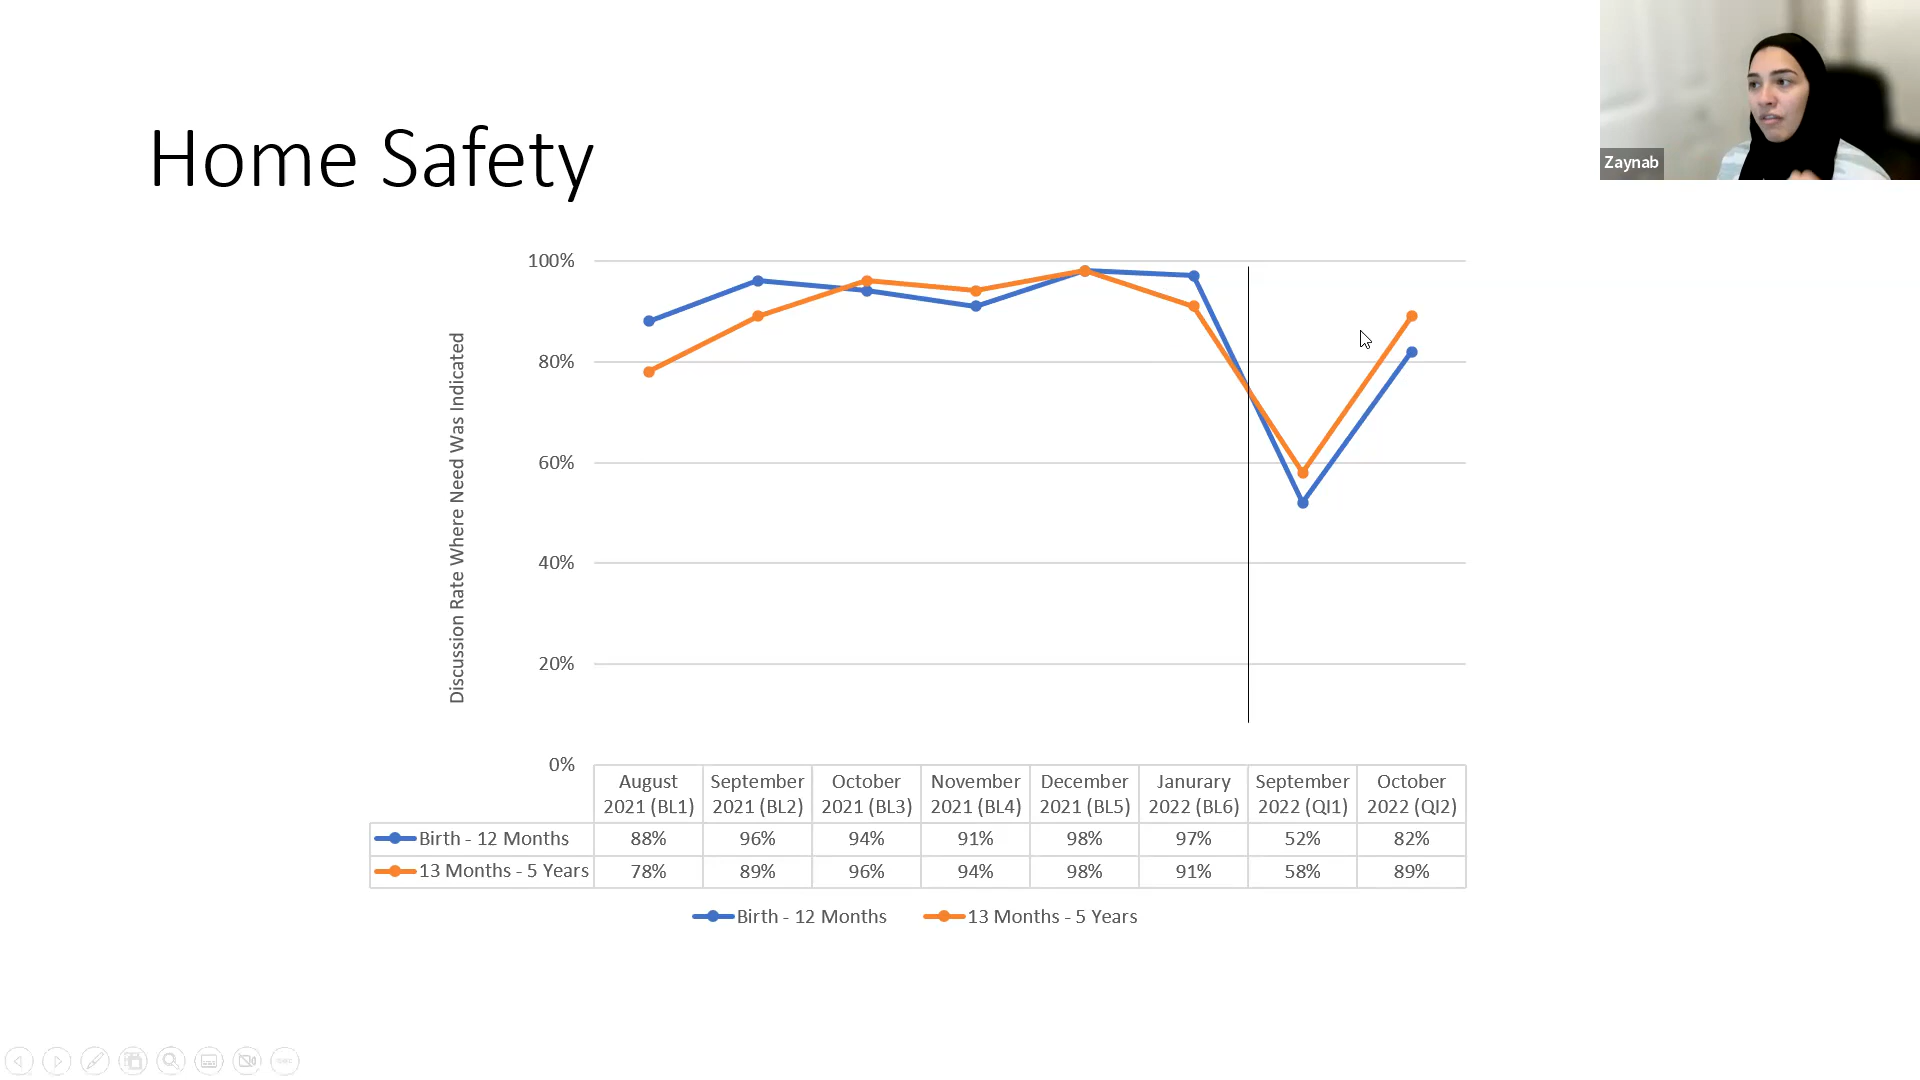 Home Safety
Zaynab
Discussion Rate Where Need Was Indicated
100%
80%
60%
40%
20%
0%
August 2021 (BL1)
September 2021 (BL2)
October 2021 (BL3)
November 2021 (BL4)
December 2021 (BL5)
Janurary 2022 (BL6)
September 2022 (QI1)
October 2022 (QI2)
Birth - 12 Months 88% 96% 94% 91% 98% 97% 52% 82%
13 Months - 5 Years 78% 89% 96% 94% 98% 91% 58% 89%
Birth - 12 Months 13 Months - 5 Years